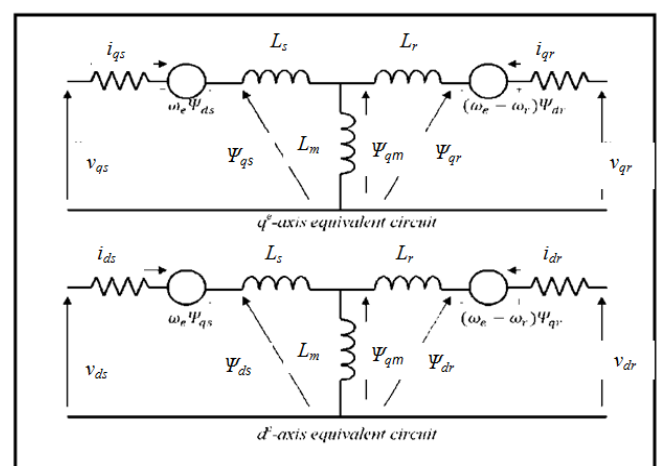 i_qs L_s L_r i_qr
ω_e Ψ_ds (ω_e − ω_r)Ψ_dr
v_qs Ψ_qs L_m Ψ_qm Ψ_qr v_qr
q^e-axis equivalent circuit
i_ds L_s L_r i_dr
ω_e Ψ_qs (ω_e − ω_r)Ψ_qr
v_ds Ψ_ds L_m Ψ_qm Ψ_dr v_dr
d^e-axis equivalent circuit